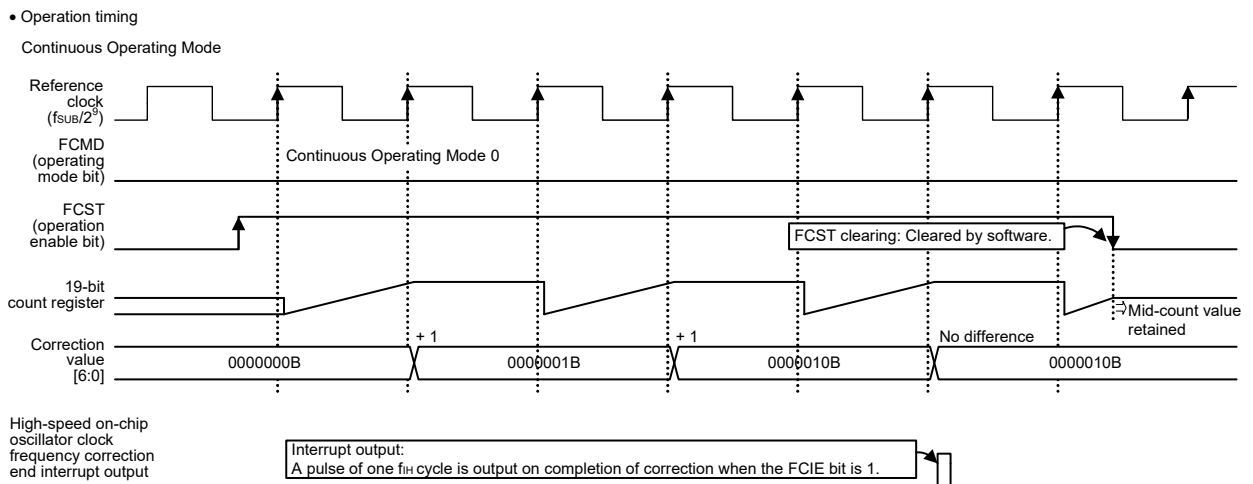 • Operation timing
Continuous Operating Mode
Reference
clock
(fSUB/2⁹)
FCMD
(operating
mode bit)
Continuous Operating Mode 0
FCST
(operation
enable bit)
FCST clearing: Cleared by software.
19-bit
count register
Mid-count value
retained
Correction
value
[6:0]
0000000B
+ 1
0000001B
+ 1
0000010B
No difference
0000010B
High-speed on-chip
oscillator clock
frequency correction
end interrupt output
Interrupt output:
A pulse of one fIH cycle is output on completion of correction when the FCIE bit is 1.